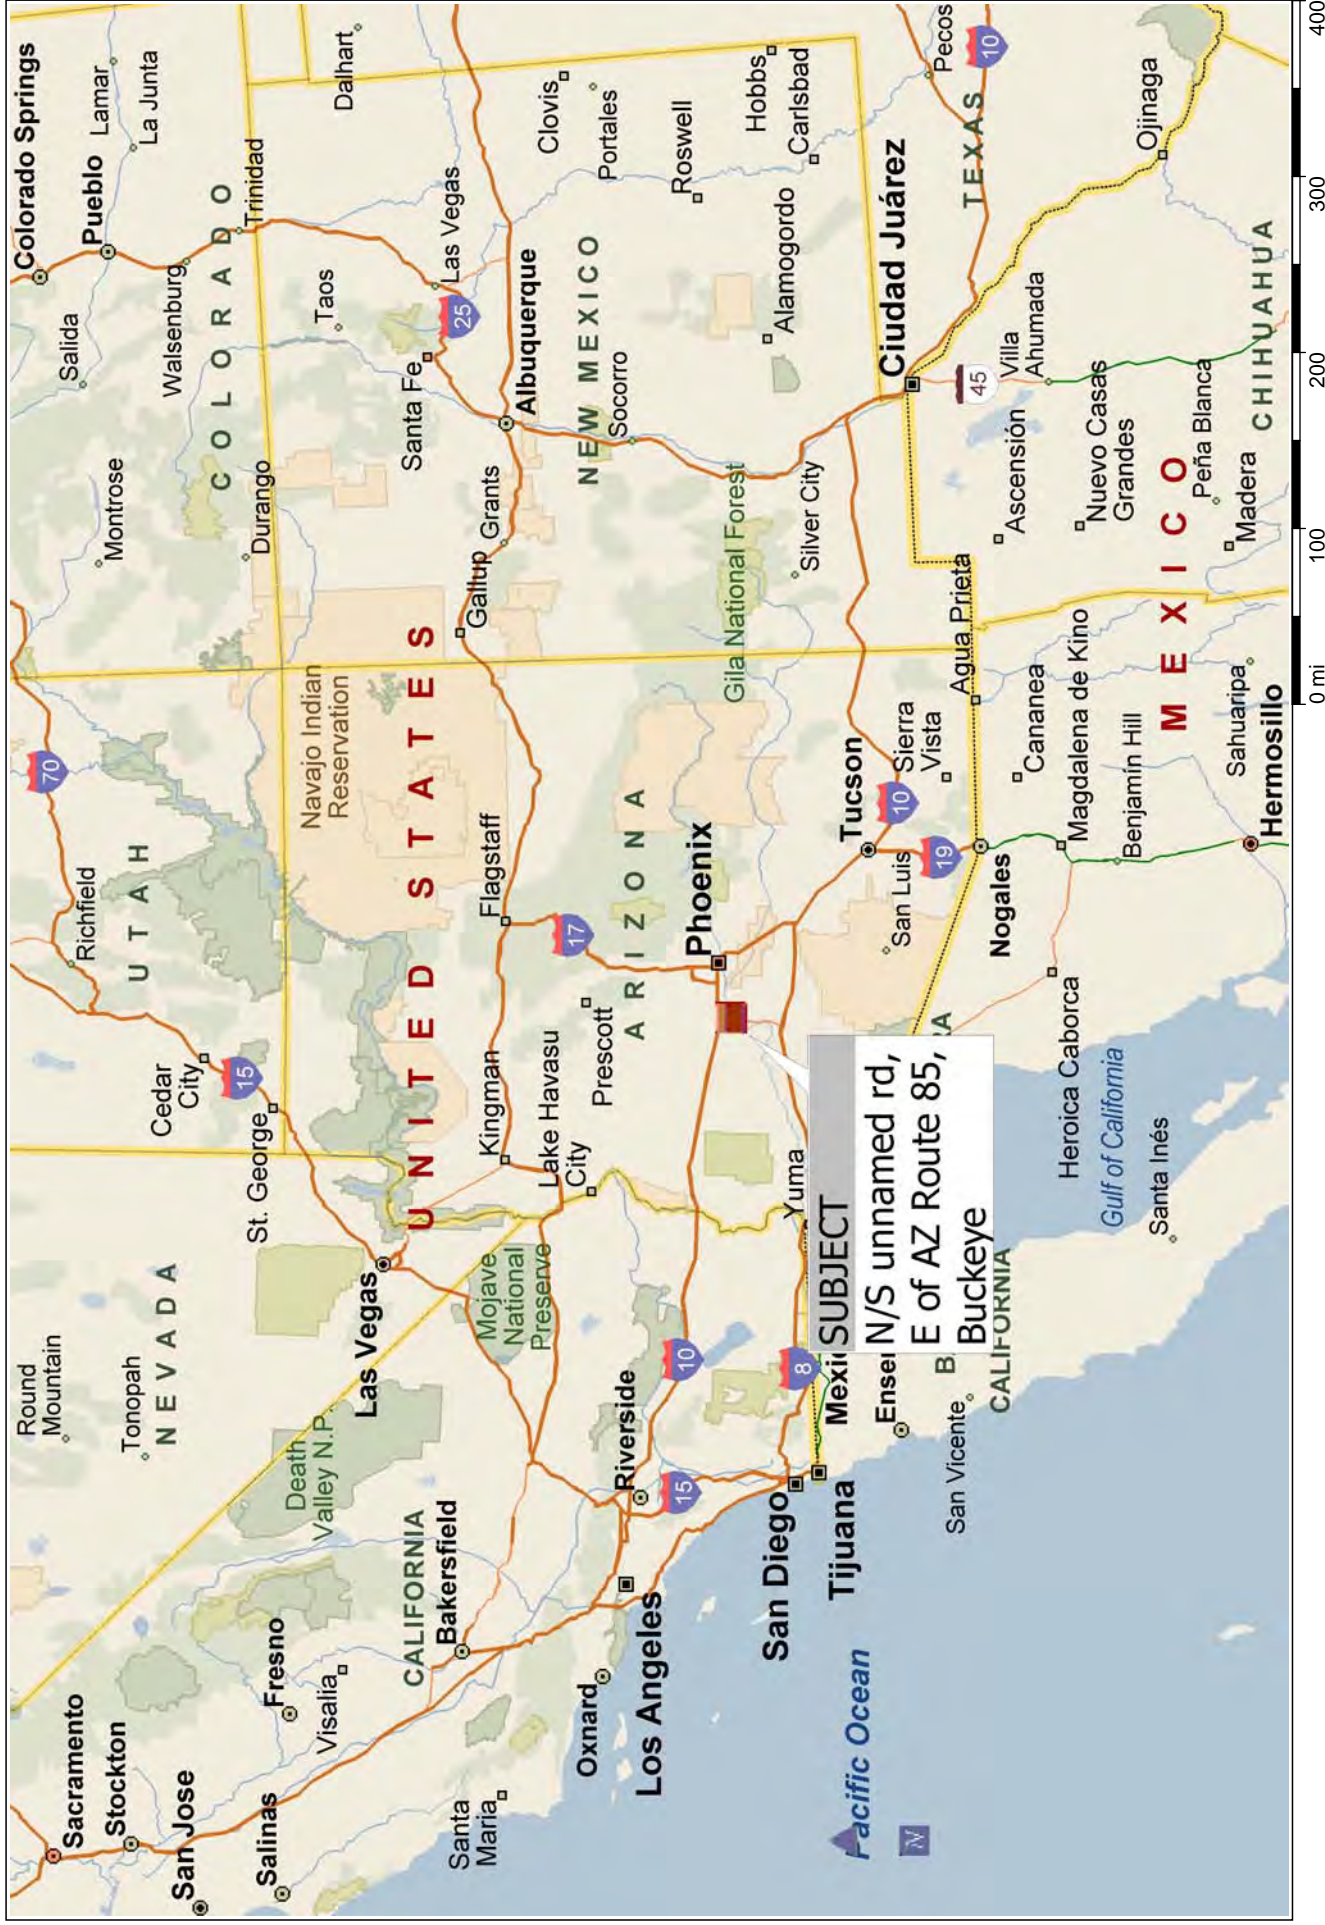 Sacramento
Stockton
San Jose
Salinas
Fresno
Visalia
Santa
Maria
CALIFORNIA
Bakersfield
Oxnard
Los Angeles
Riverside
San Diego
Tijuana
Pacific Ocean
N
Round
Mountain
Tonopah
NEVADA
Death
Valley N.P.
Las Vegas
Mojave
National
Preserve
15
10
8
Mexic
Ensen
San Vicente
BA
CALIFORNIA
RA
Cedar
City
St. George
15
Richfield
UTAH
70
UNITED STATES
Navajo Indian
Reservation
Kingman
Lake Havasu
City
Prescott
Flagstaff
17
ARIZONA
Phoenix
Yuma
SUBJECT
N/S unnamed rd,
E of AZ Route 85,
Buckeye
Tucson
10
19
San Luis
Sierra
Vista
Nogales
Agua Prieta
Cananea
Magdalena de Kino
Benjamín Hill
Heroica Caborca
Gulf of California
Santa Inés
Sahuaripa
Hermosillo
MEXICO
Colorado Springs
Pueblo
Lamar
La Junta
Salida
Walsenburg
Montrose
COLORADO
Trinidad
Durango
Dalhart
Taos
Las Vegas
25
Santa Fe
Albuquerque
Grants
Gallup
NEW MEXICO
Socorro
Clovis
Portales
Roswell
Hobbs
Carlsbad
Alamogordo
Gila National Forest
Silver City
Ciudad Juárez
Pecos
10
TEXAS
Ojinaga
45
Villa
Ahumada
Ascensión
Nuevo Casas
Grandes
Peña Blanca
Madera
CHIHUAHUA
0 mi
100
200
300
400